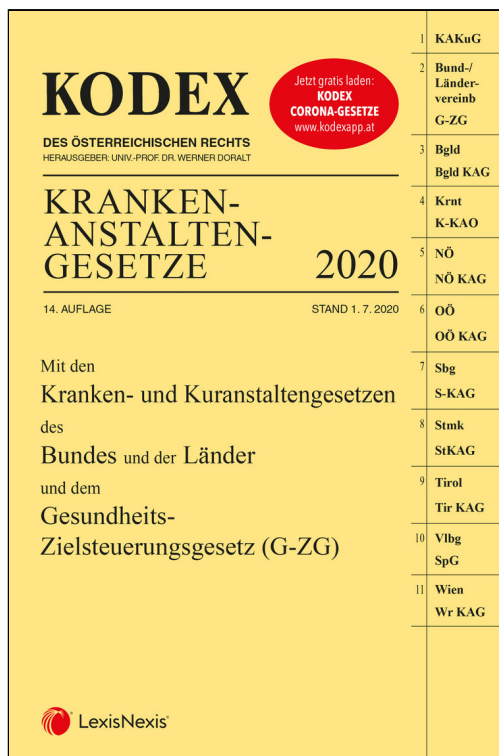 KODEX
DES ÖSTERREICHISCHEN RECHTS
HERAUSGEBER: UNIV.-PROF. DR. WERNER DORALT
Jetzt gratis laden:
KODEX
CORONA-GESETZE
www.kodexapp.at
KRANKEN-
ANSTALTEN-
GESETZE 2020
14. AUFLAGE STAND 1. 7. 2020
Mit den
Kranken- und Kuranstaltengesetzen
des
Bundes und der Länder
und dem
Gesundheits-
Zielsteuerungsgesetz (G-ZG)
LexisNexis®
1 KAKuG
2 Bund-/
Länder-
vereinb
G-ZG
3 Bgld
Bgld KAG
4 Krnt
K-KAO
5 NÖ
NÖ KAG
6 OÖ
OÖ KAG
7 Sbg
S-KAG
8 Stmk
StKAG
9 Tirol
Tir KAG
10 Vlbg
SpG
11 Wien
Wr KAG